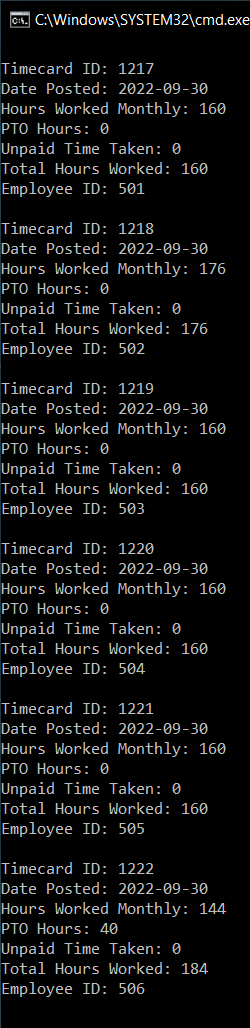 C:\Windows\SYSTEM32\cmd.exe
Timecard ID: 1217
Date Posted: 2022-09-30
Hours Worked Monthly: 160
PTO Hours: 0
Unpaid Time Taken: 0
Total Hours Worked: 160
Employee ID: 501
Timecard ID: 1218
Date Posted: 2022-09-30
Hours Worked Monthly: 176
PTO Hours: 0
Unpaid Time Taken: 0
Total Hours Worked: 176
Employee ID: 502
Timecard ID: 1219
Date Posted: 2022-09-30
Hours Worked Monthly: 160
PTO Hours: 0
Unpaid Time Taken: 0
Total Hours Worked: 160
Employee ID: 503
Timecard ID: 1220
Date Posted: 2022-09-30
Hours Worked Monthly: 160
PTO Hours: 0
Unpaid Time Taken: 0
Total Hours Worked: 160
Employee ID: 504
Timecard ID: 1221
Date Posted: 2022-09-30
Hours Worked Monthly: 160
PTO Hours: 0
Unpaid Time Taken: 0
Total Hours Worked: 160
Employee ID: 505
Timecard ID: 1222
Date Posted: 2022-09-30
Hours Worked Monthly: 144
PTO Hours: 40
Unpaid Time Taken: 0
Total Hours Worked: 184
Employee ID: 506